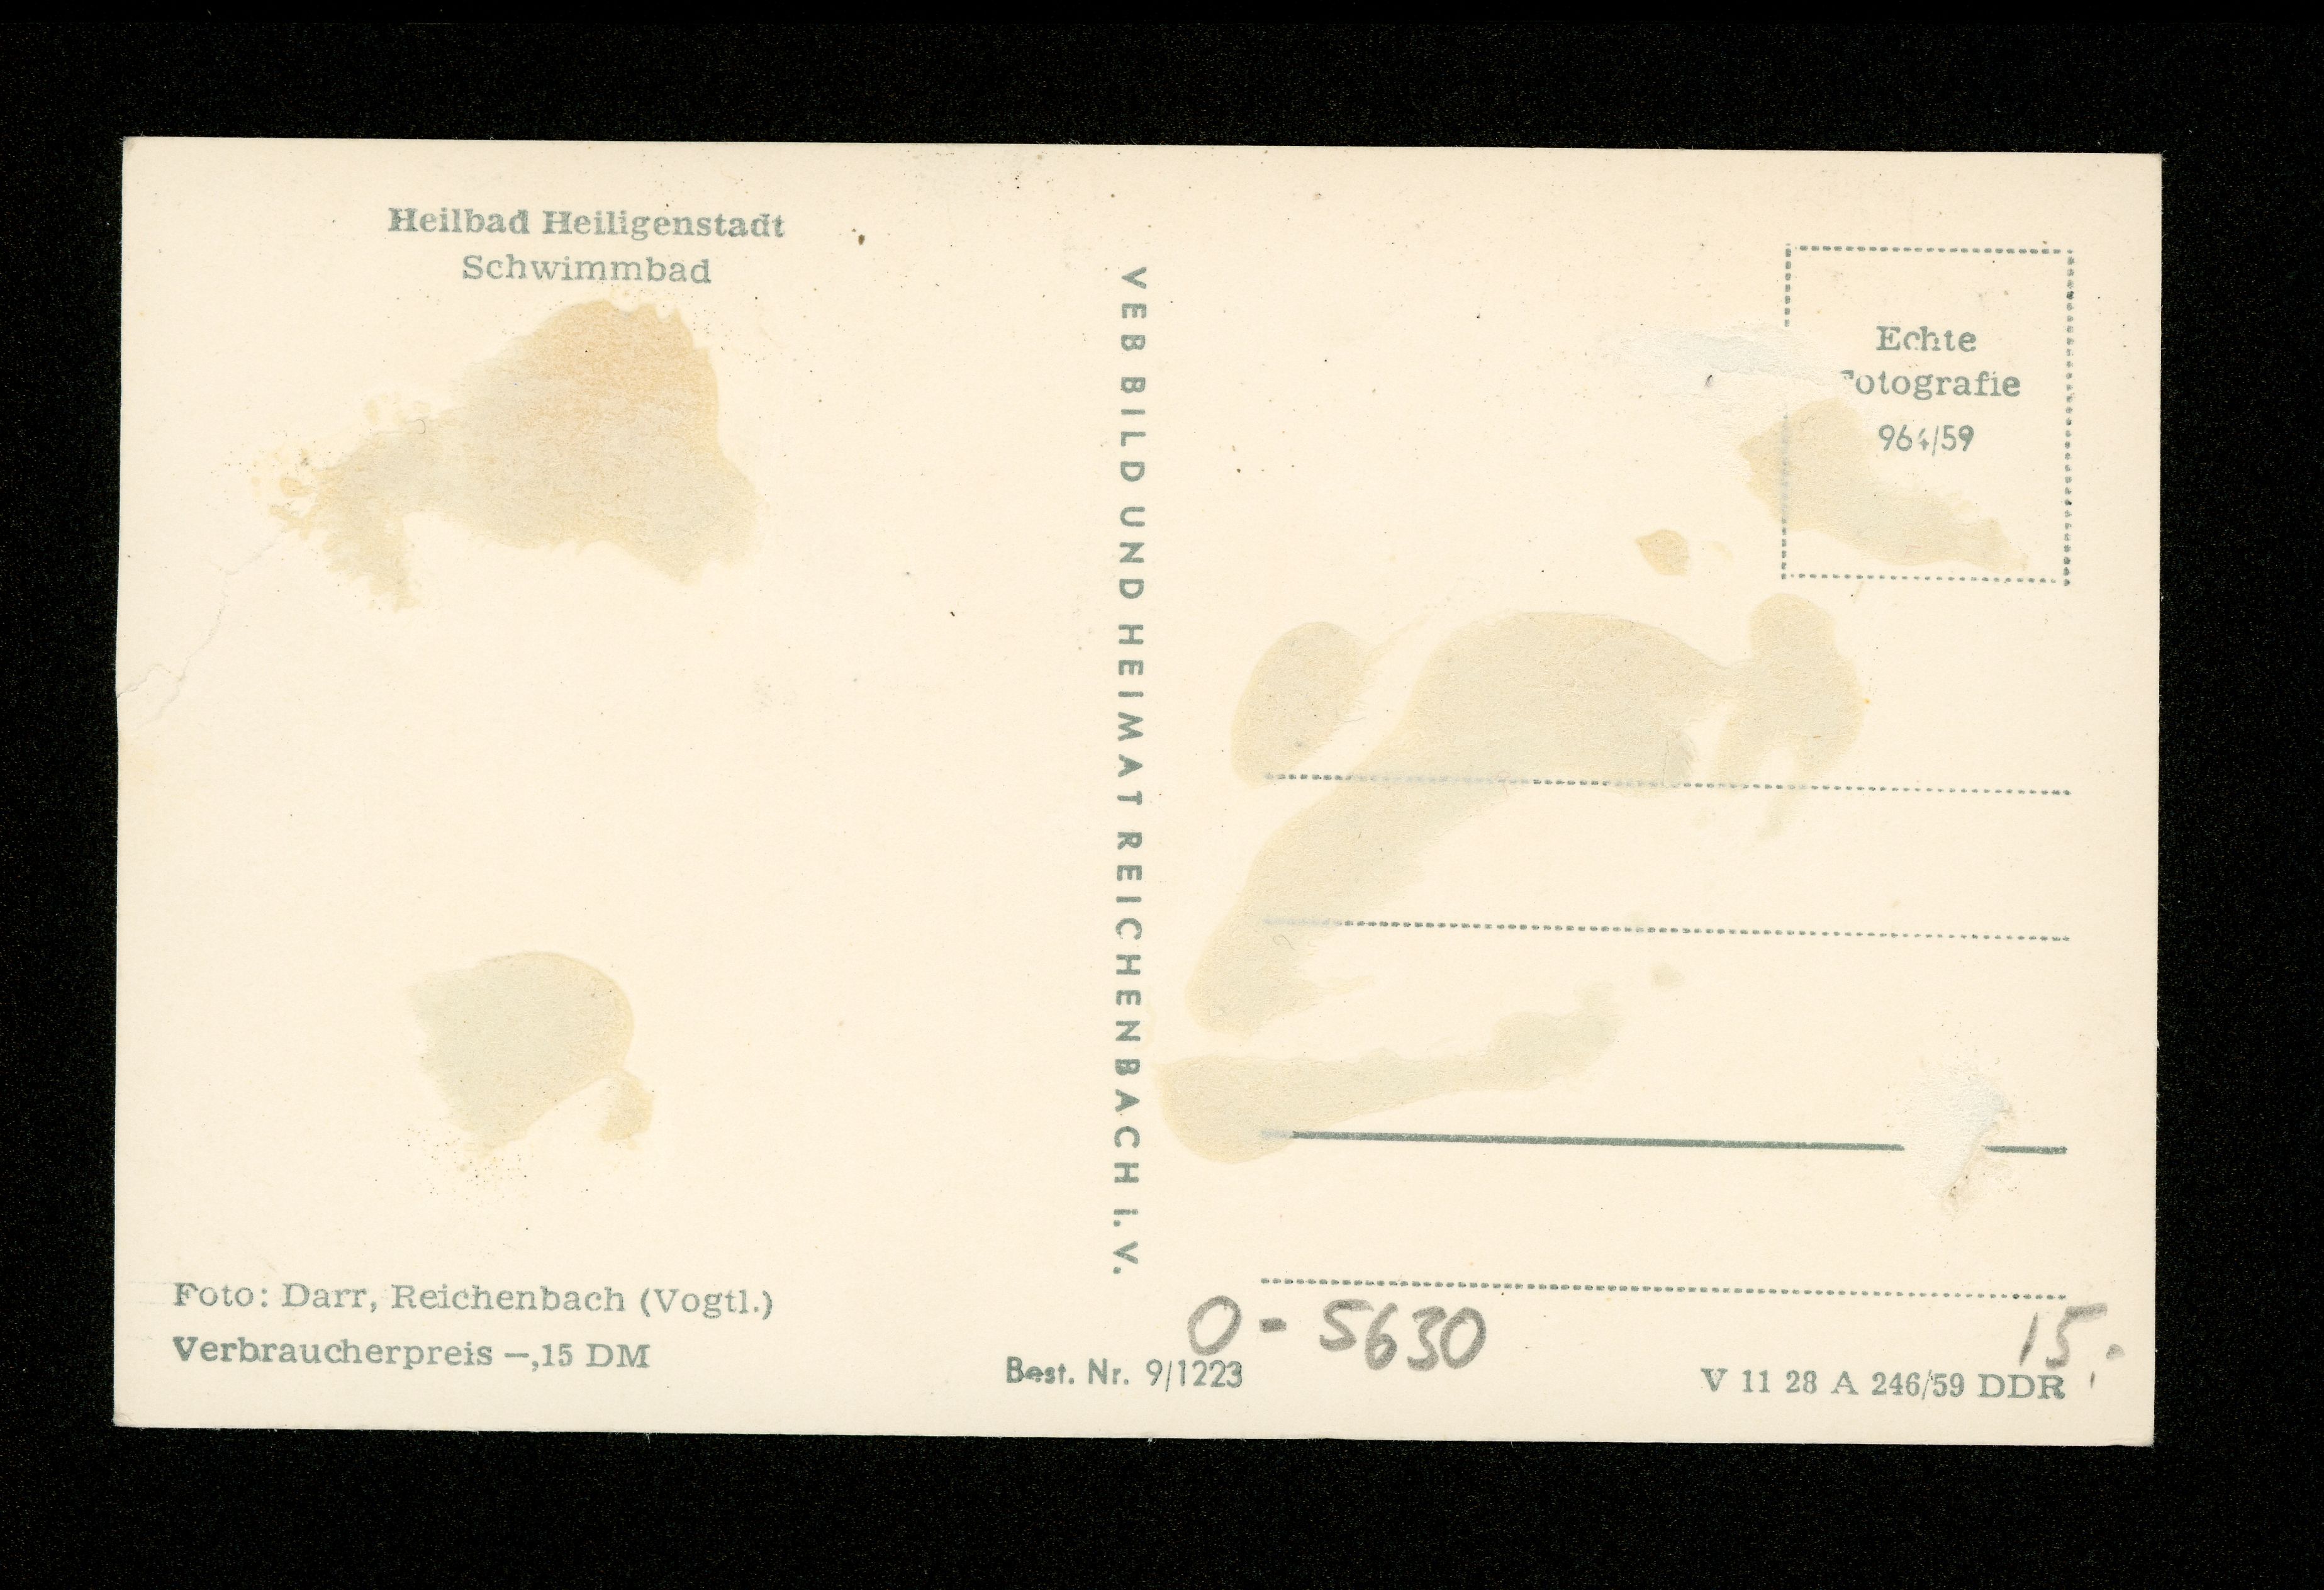 Heilbad Heiligenstadt
Schwimmbad
Foto: Darr, Reichenbach (Vogtl.)
Verbraucherpreis –,15 DM
VEB BILD UND HEIMAT REICHENBACH I. V.
Best. Nr. 9/1223
Echte
Fotografie
964/59
0 - 5630
15.-
V 11 28 A 246/59 DDR